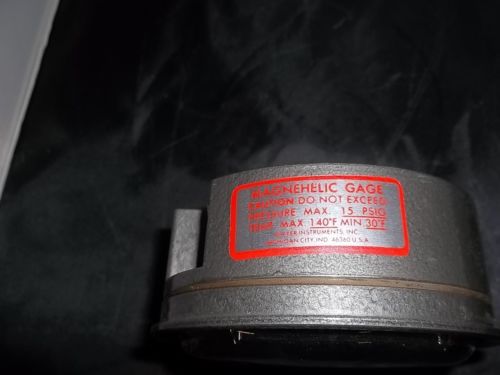 MAGNEHELIC GAGE
CAUTION DO NOT EXCEED
PRESSURE MAX. 15 PSIG
TEMP. MAX. 140°F MIN 30°F
DWYER INSTRUMENTS, INC.
MICHIGAN CITY, IND. 46360 U.S.A.